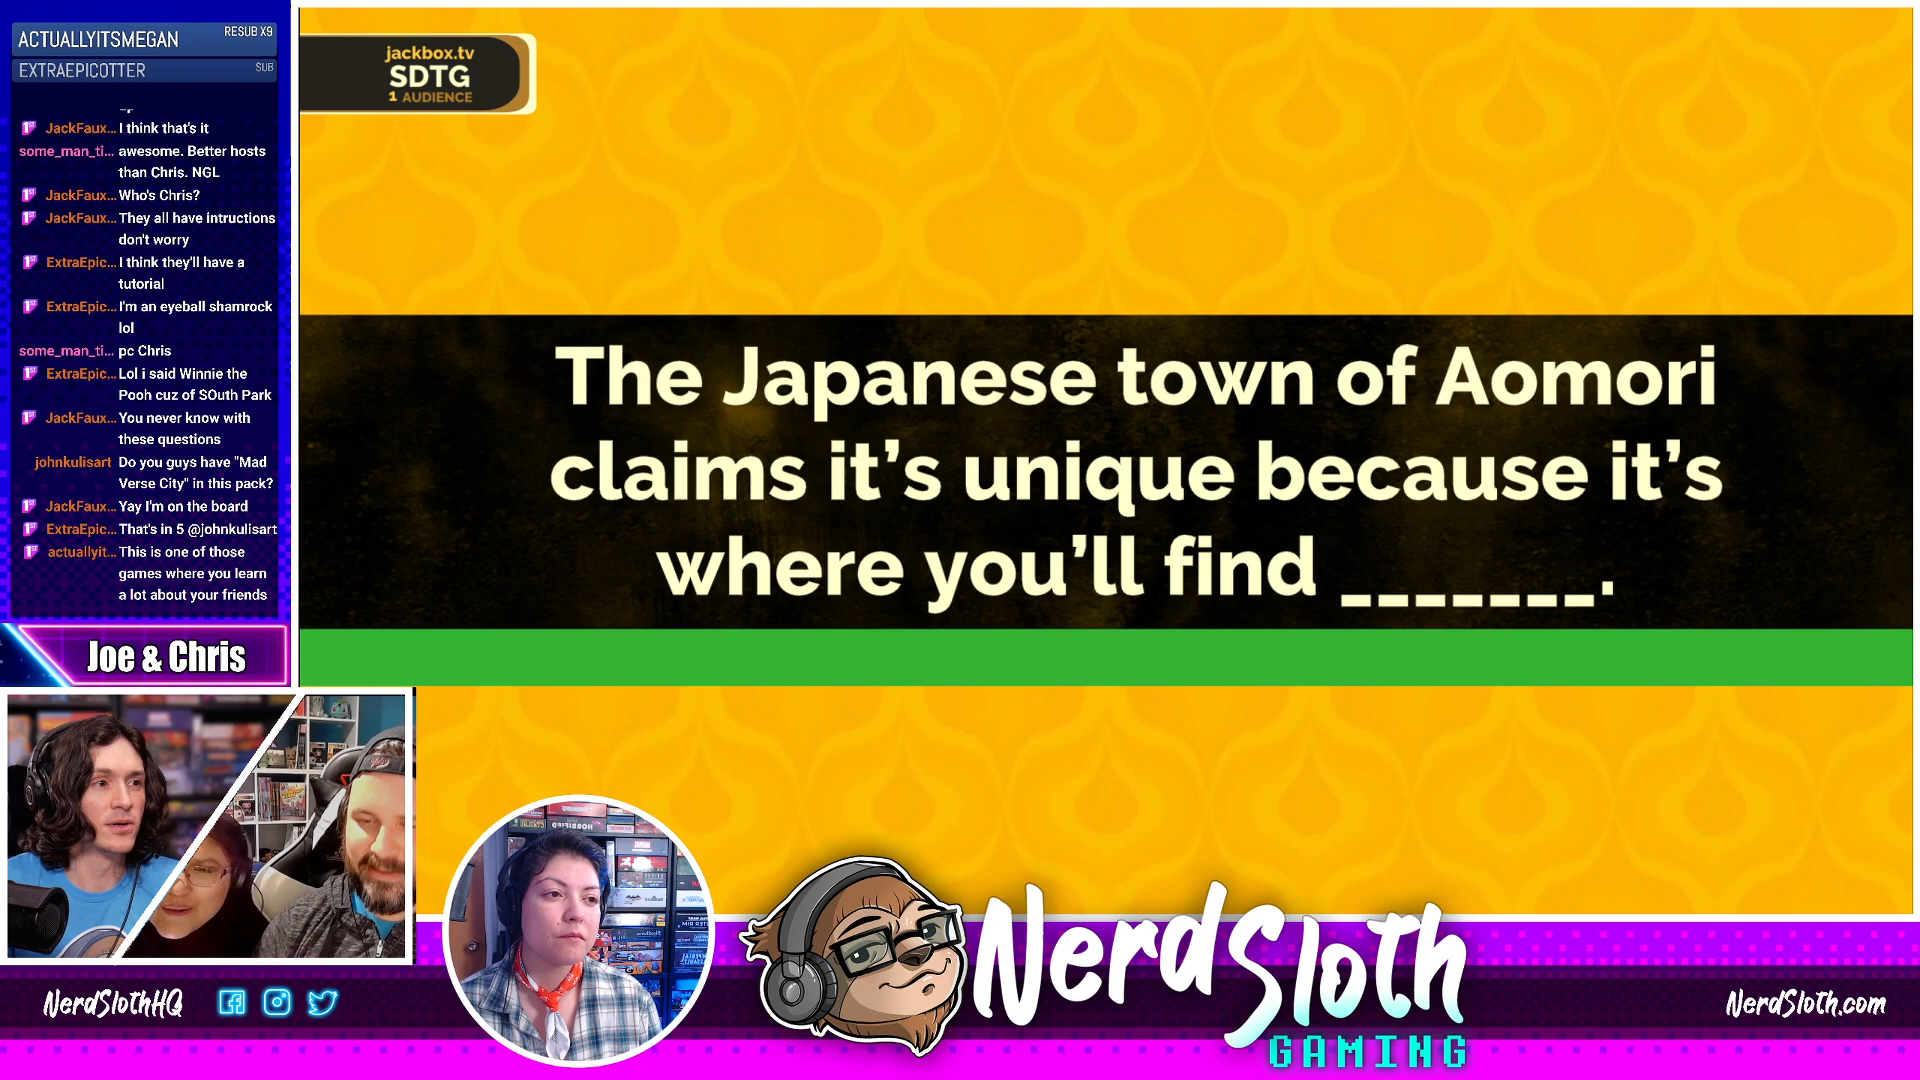 ACTUALLYITSMEGAN RESUB X9
EXTRAEPICOTTER SUB
JackFaux... I think that's it
some_man_ti... awesome. Better hosts
than Chris. NGL
JackFaux... Who's Chris?
JackFaux... They all have intructions
don't worry
ExtraEpic... I think they'll have a
tutorial
ExtraEpic... I'm an eyeball shamrock
lol
some_man_ti... pc Chris
ExtraEpic... Lol i said Winnie the
Pooh cuz of SOuth Park
JackFaux... You never know with
these questions
johnkulisart Do you guys have "Mad
Verse City" in this pack?
JackFaux... Yay I'm on the board
ExtraEpic... That's in 5 @johnkulisart
actuallyit... This is one of those
games where you learn
a lot about your friends
Joe & Chris
jackbox.tv
SDTG
1 AUDIENCE
The Japanese town of Aomori
claims it's unique because it's
where you'll find _______.
HORRIFIED
NerdSloth
GAMING
NerdSlothHQ
NerdSloth.com